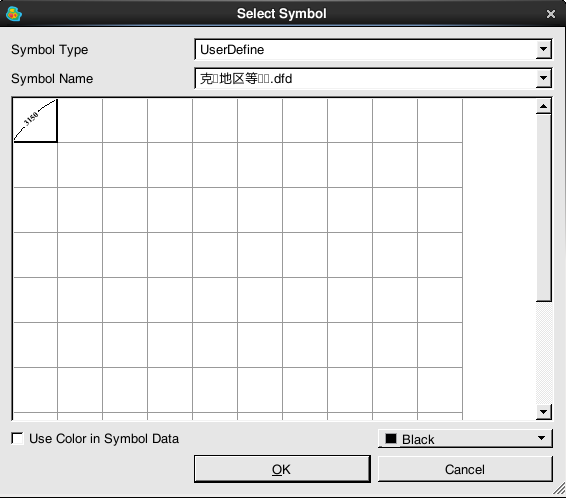 Select Symbol
Symbol Type
UserDefine
Symbol Name
克▯地区等▯▯.dfd
3150
Use Color in Symbol Data
Black
OK
Cancel